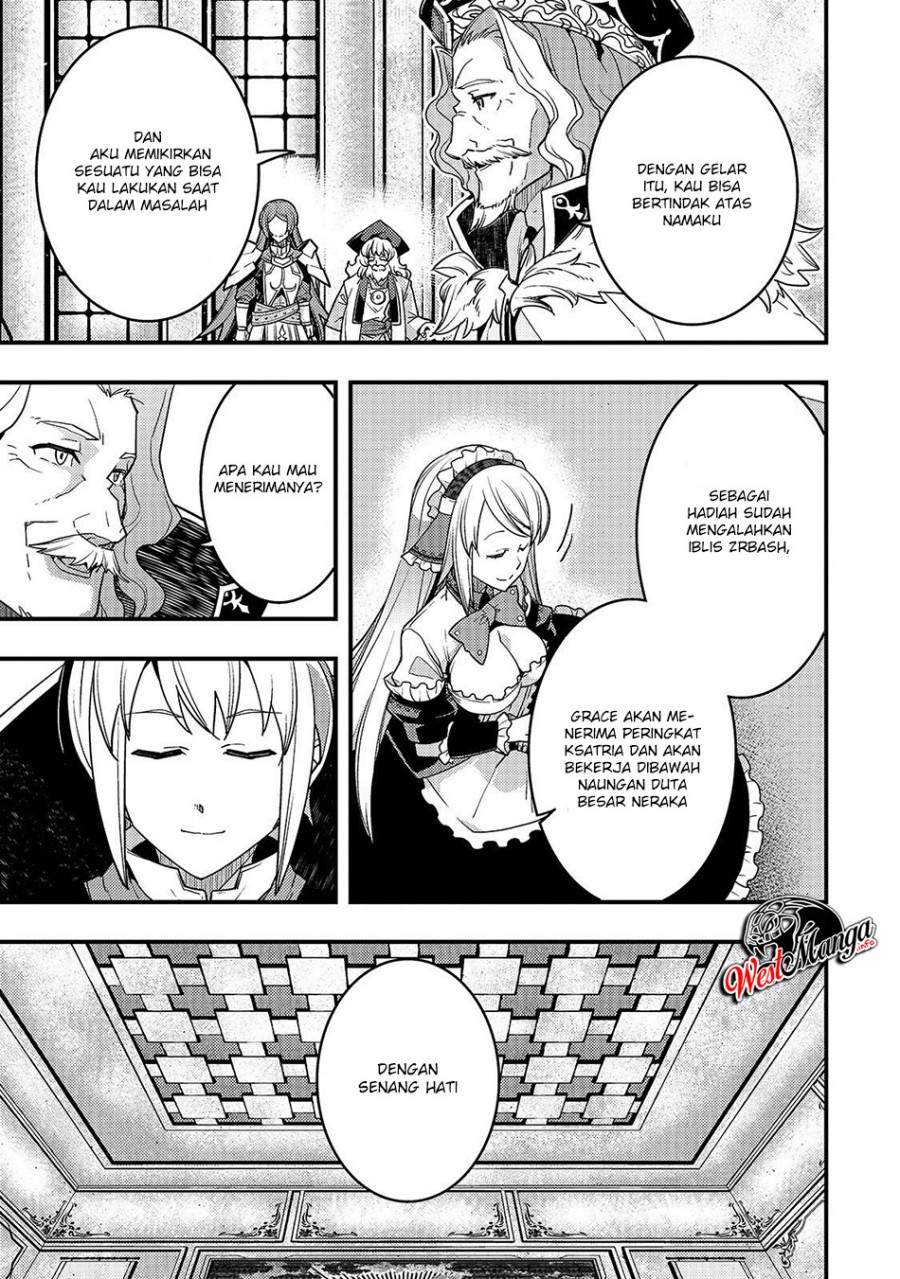 DENGAN GELAR
ITU, KAU BISA
BERTINDAK ATAS
NAMAKU
DAN
AKU MEMIKIRKAN
SESUATU YANG BISA
KAU LAKUKAN SAAT
DALAM MASALAH
SEBAGAI
HADIAH SUDAH
MENGALAHKAN
IBLIS ZRBASH,
GRACE AKAN ME-
NERIMA PERINGKAT
KSATRIA DAN AKAN
BEKERJA DIBAWAH
NAUNGAN DUTA
BESAR NERAKA
APA KAU MAU
MENERIMANYA?
DENGAN
SENANG HATI
WestManga
.info